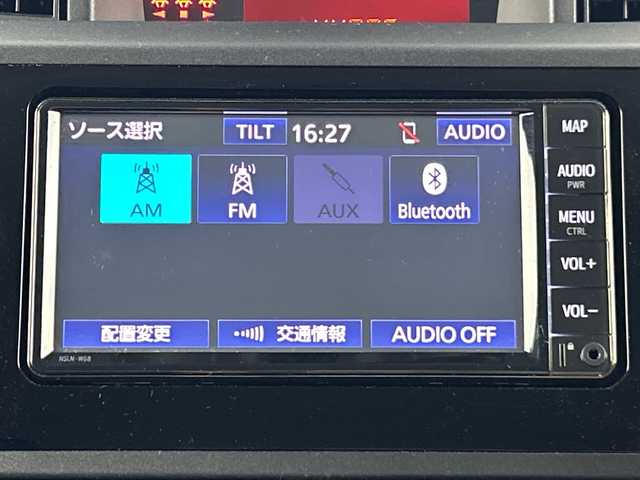 ソース選択 TILT 16:27 AUDIO
AM FM AUX Bluetooth
配置変更 交通情報 AUDIO OFF
NSLN-W68
MAP
AUDIO
PWR
MENU
CTRL
VOL+
VOL−